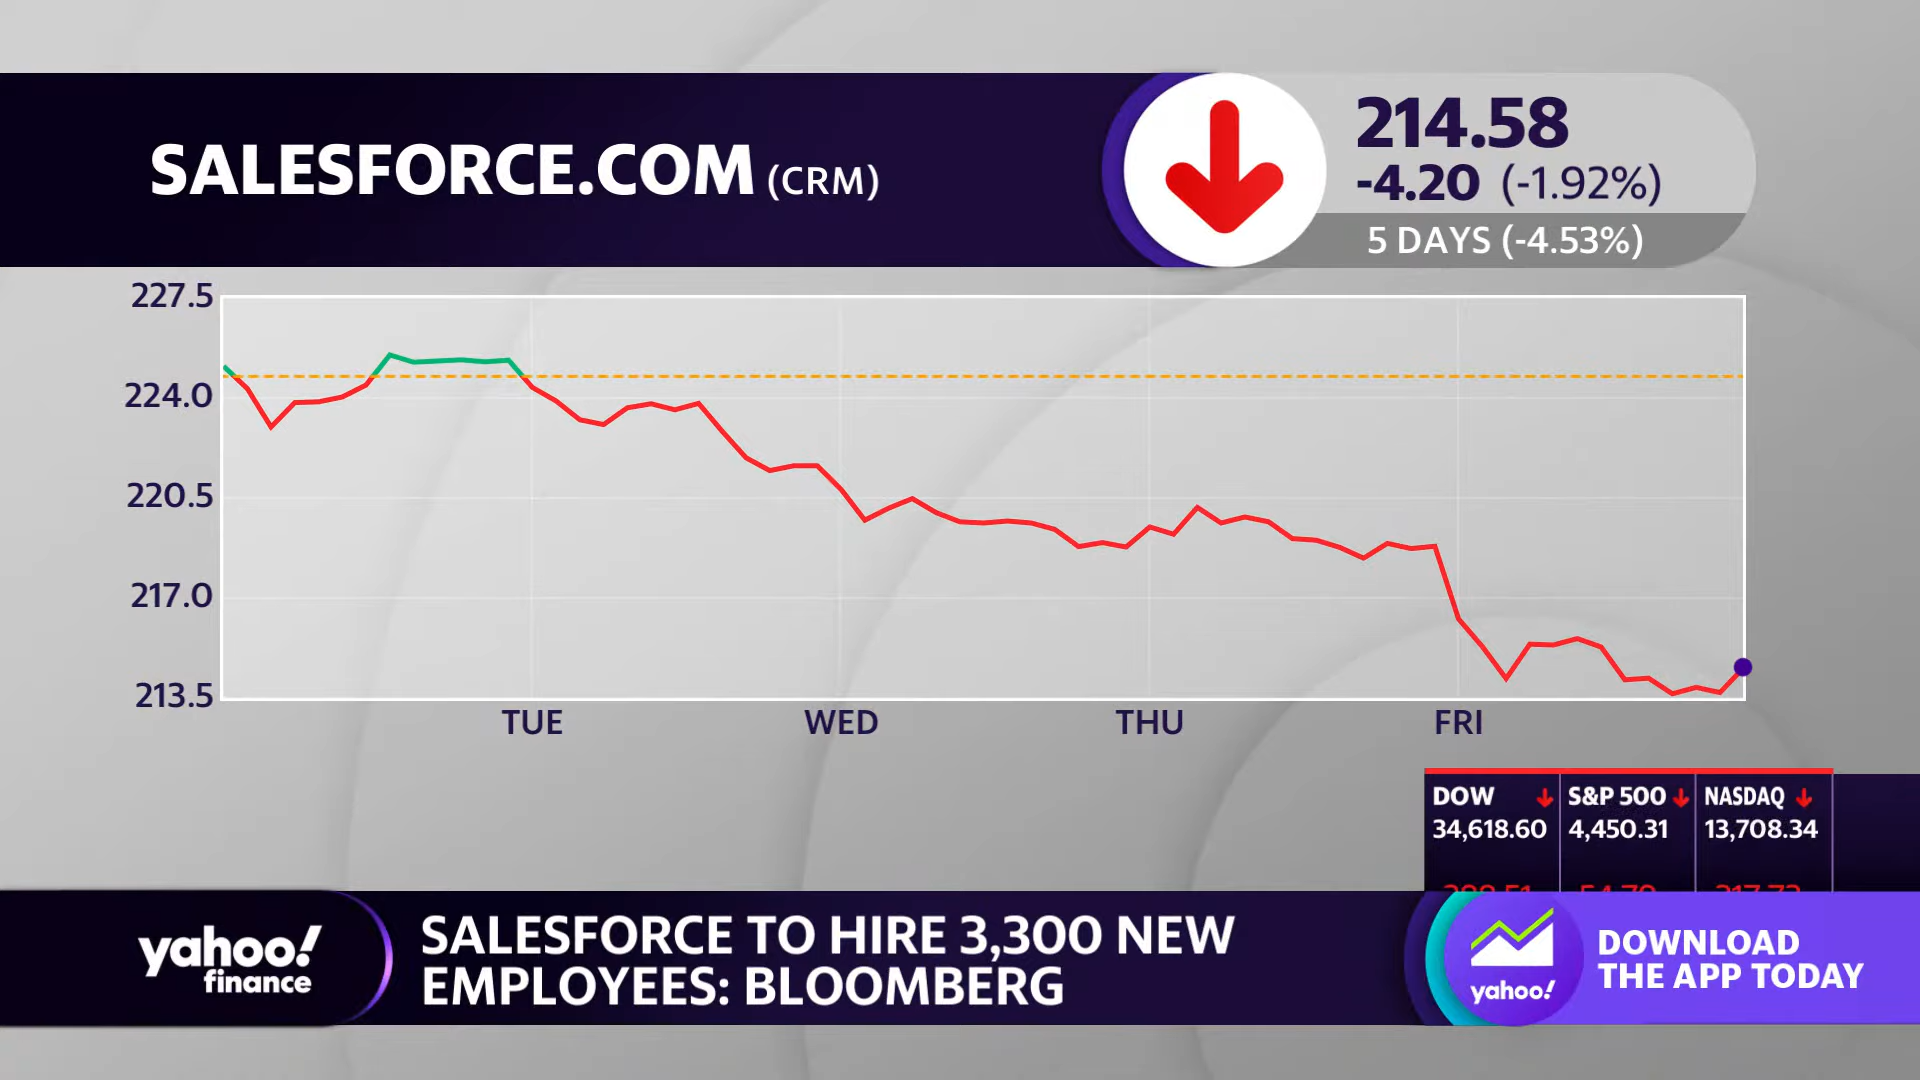 SALESFORCE.COM (CRM)
214.58
-4.20 (-1.92%)
5 DAYS (-4.53%)
227.5
224.0
220.5
217.0
213.5
TUE WED THU FRI
DOW S&P 500 NASDAQ
34,618.60 4,450.31 13,708.34
yahoo!
finance
SALESFORCE TO HIRE 3,300 NEW
EMPLOYEES: BLOOMBERG
yahoo!
DOWNLOAD
THE APP TODAY